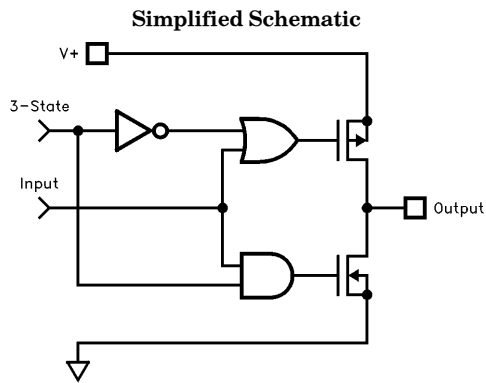 Simplified Schematic
V+
3-State
Input
Output